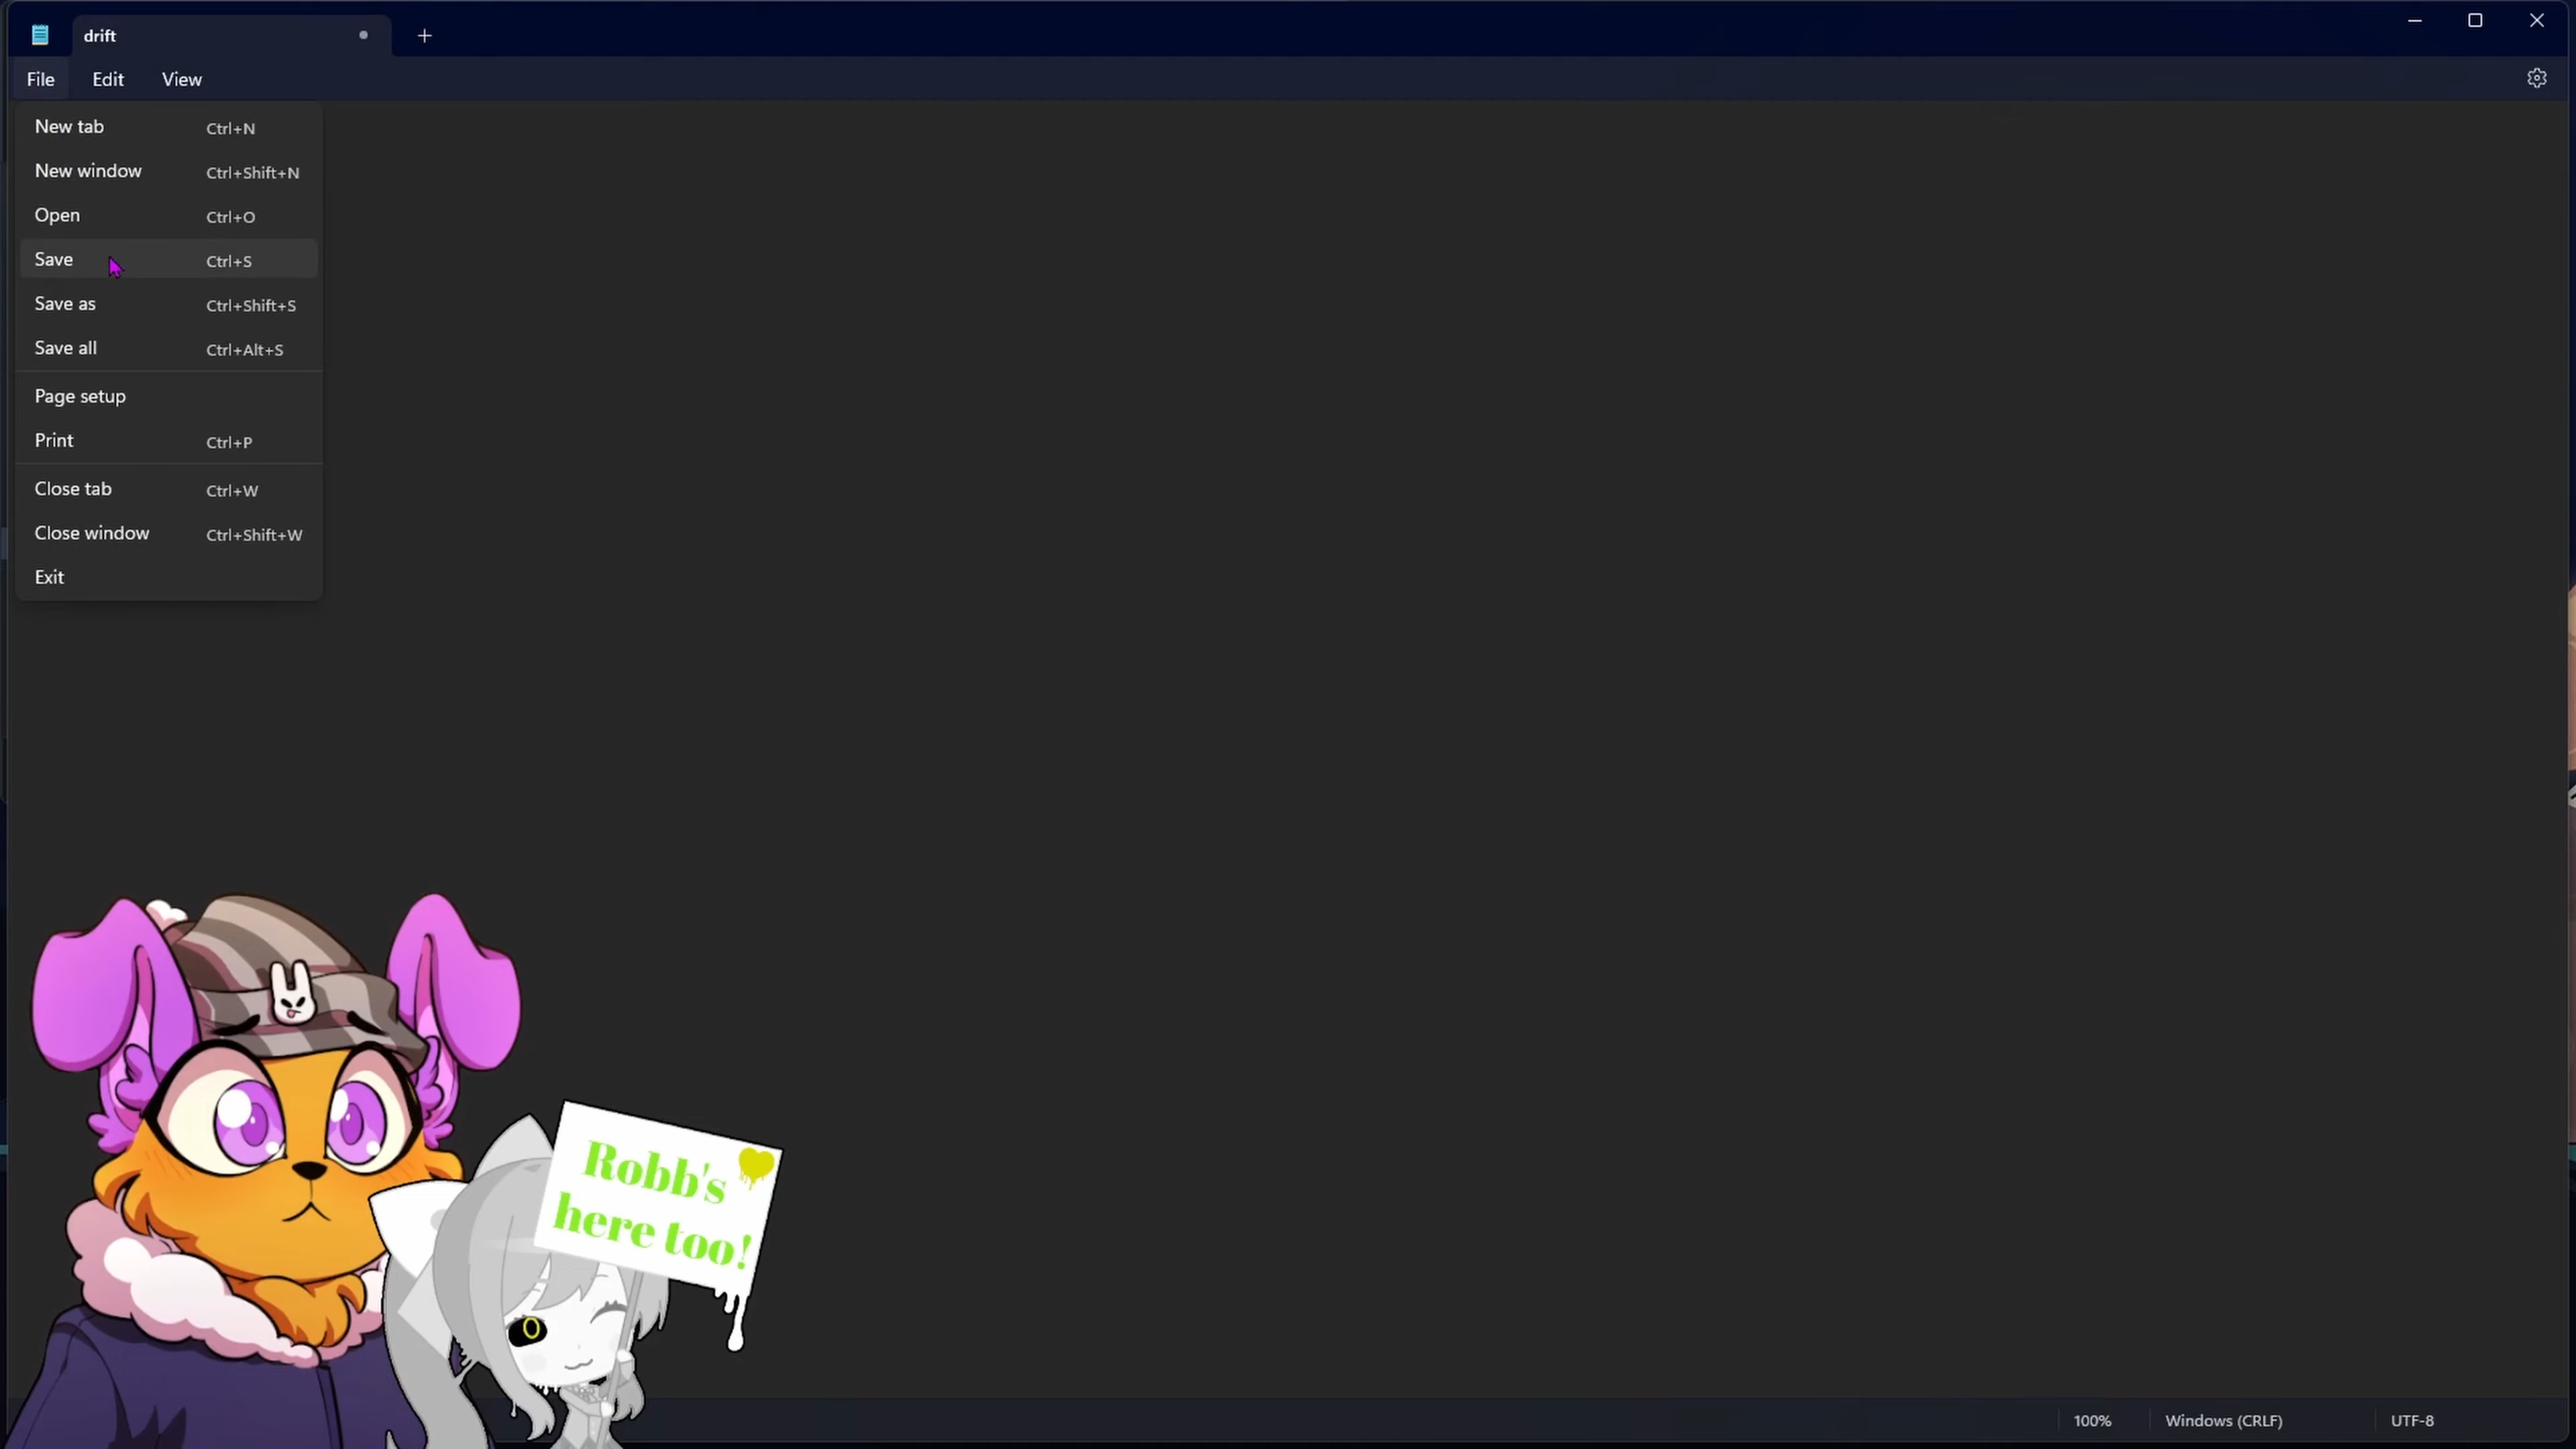 drift
File Edit View
New tab Ctrl+N
New window Ctrl+Shift+N
Open Ctrl+O
Save Ctrl+S
Save as Ctrl+Shift+S
Save all Ctrl+Alt+S
Page setup
Print Ctrl+P
Close tab Ctrl+W
Close window Ctrl+Shift+W
Exit
Robb's
here too!
100% Windows (CRLF) UTF-8